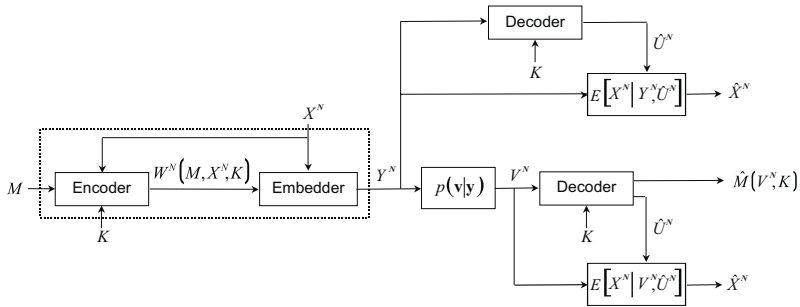 Decoder
Û^N
K
E[X^N | Y^N, Û^N]
X̂^N
X^N
M
Encoder
W^N(M, X^N, K)
Embedder
Y^N
K
p(v|y)
V^N
Decoder
M̂(V^N, K)
K
Û^N
E[X^N | V^N, Û^N]
X̂^N